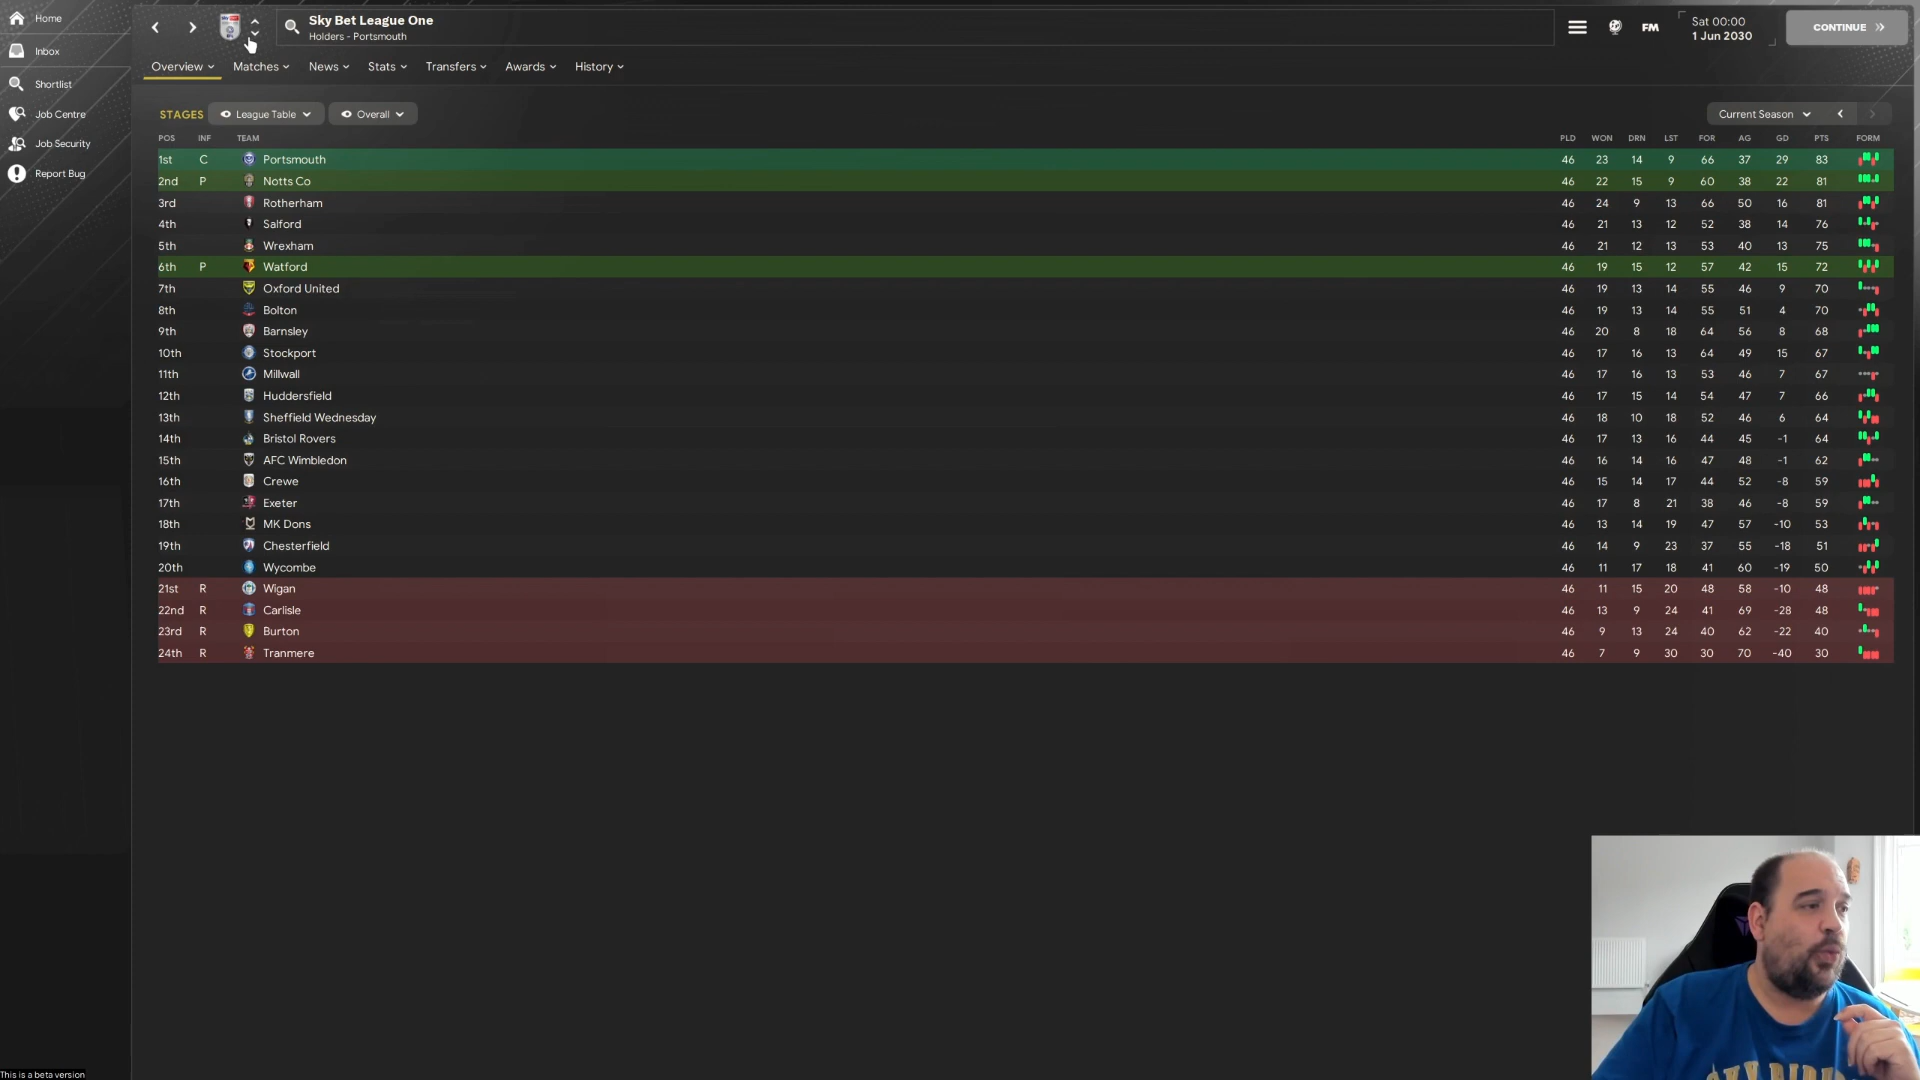 Home
Inbox
Shortlist
Job Centre
Job Security
Report Bug
Sky Bet League One
Holders - Portsmouth
FM
Sat 00:00
1 Jun 2030
CONTINUE
Overview Matches News Stats Transfers Awards History
STAGES League Table Overall Current Season
POS INF TEAM PLD WON DRN LST FOR AG GD PTS FORM
1st C Portsmouth 46 23 14 9 66 37 29 83
2nd P Notts Co 46 22 15 9 60 38 22 81
3rd Rotherham 46 24 9 13 66 50 16 81
4th Salford 46 21 13 12 52 38 14 76
5th Wrexham 46 21 12 13 53 40 13 75
6th P Watford 46 19 15 12 57 42 15 72
7th Oxford United 46 19 13 14 55 46 9 70
8th Bolton 46 19 13 14 55 51 4 70
9th Barnsley 46 20 8 18 64 56 8 68
10th Stockport 46 17 16 13 64 49 15 67
11th Millwall 46 17 16 13 53 46 7 67
12th Huddersfield 46 17 15 14 54 47 7 66
13th Sheffield Wednesday 46 18 10 18 52 46 6 64
14th Bristol Rovers 46 17 13 16 44 45 -1 64
15th AFC Wimbledon 46 16 14 16 47 48 -1 62
16th Crewe 46 15 14 17 44 52 -8 59
17th Exeter 46 17 8 21 38 46 -8 59
18th MK Dons 46 13 14 19 47 57 -10 53
19th Chesterfield 46 14 9 23 37 55 -18 51
20th Wycombe 46 11 17 18 41 60 -19 50
21st R Wigan 46 11 15 20 48 58 -10 48
22nd R Carlisle 46 13 9 24 41 69 -28 48
23rd R Burton 46 9 13 24 40 62 -22 40
24th R Tranmere 46 7 9 30 30 70 -40 30
This is a beta version